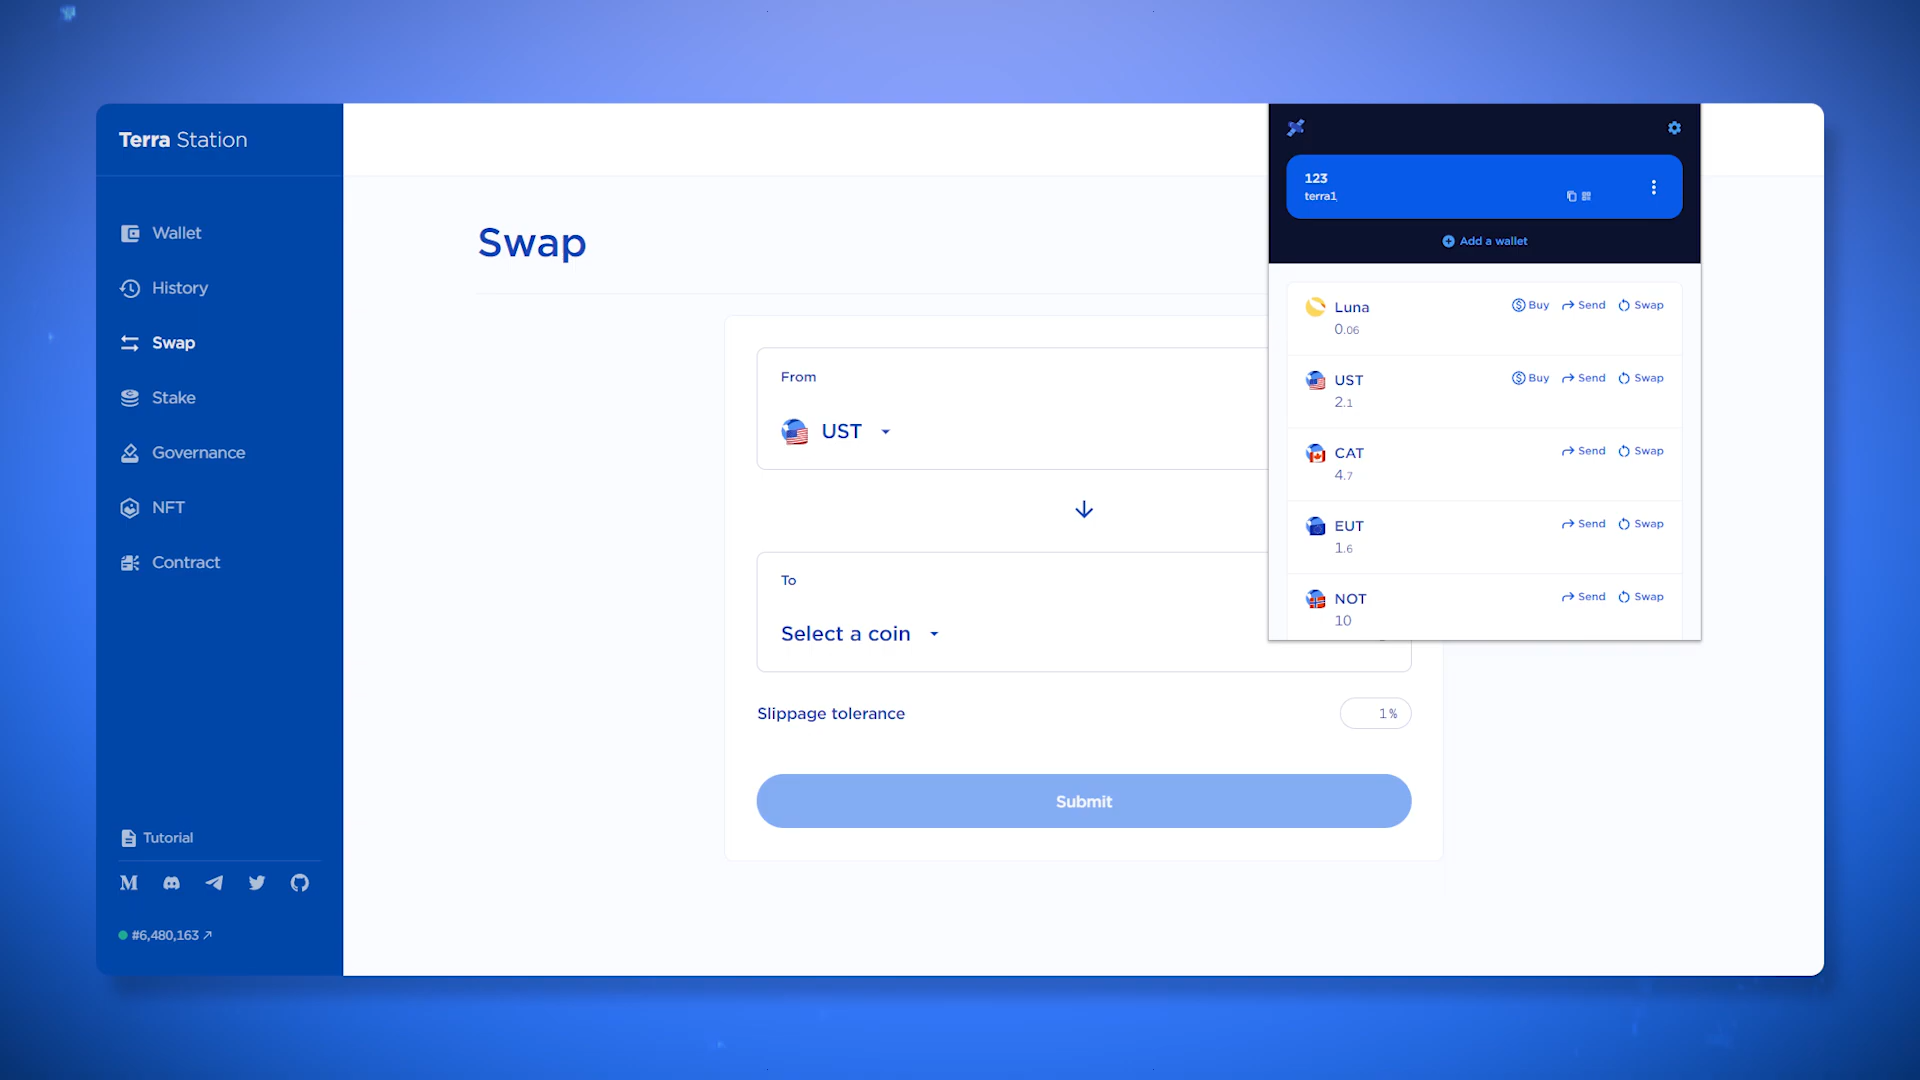 Terra Station
Wallet
History
Swap
Stake
Governance
NFT
Contract
Tutorial
#6,480,163
Swap
From
UST
To
Select a coin
Slippage tolerance
1%
Submit
123
terra1
Add a wallet
Luna
Buy Send Swap
0.06
UST
Buy Send Swap
2.1
CAT
Send Swap
4.7
EUT
Send Swap
1.6
NOT
Send Swap
10